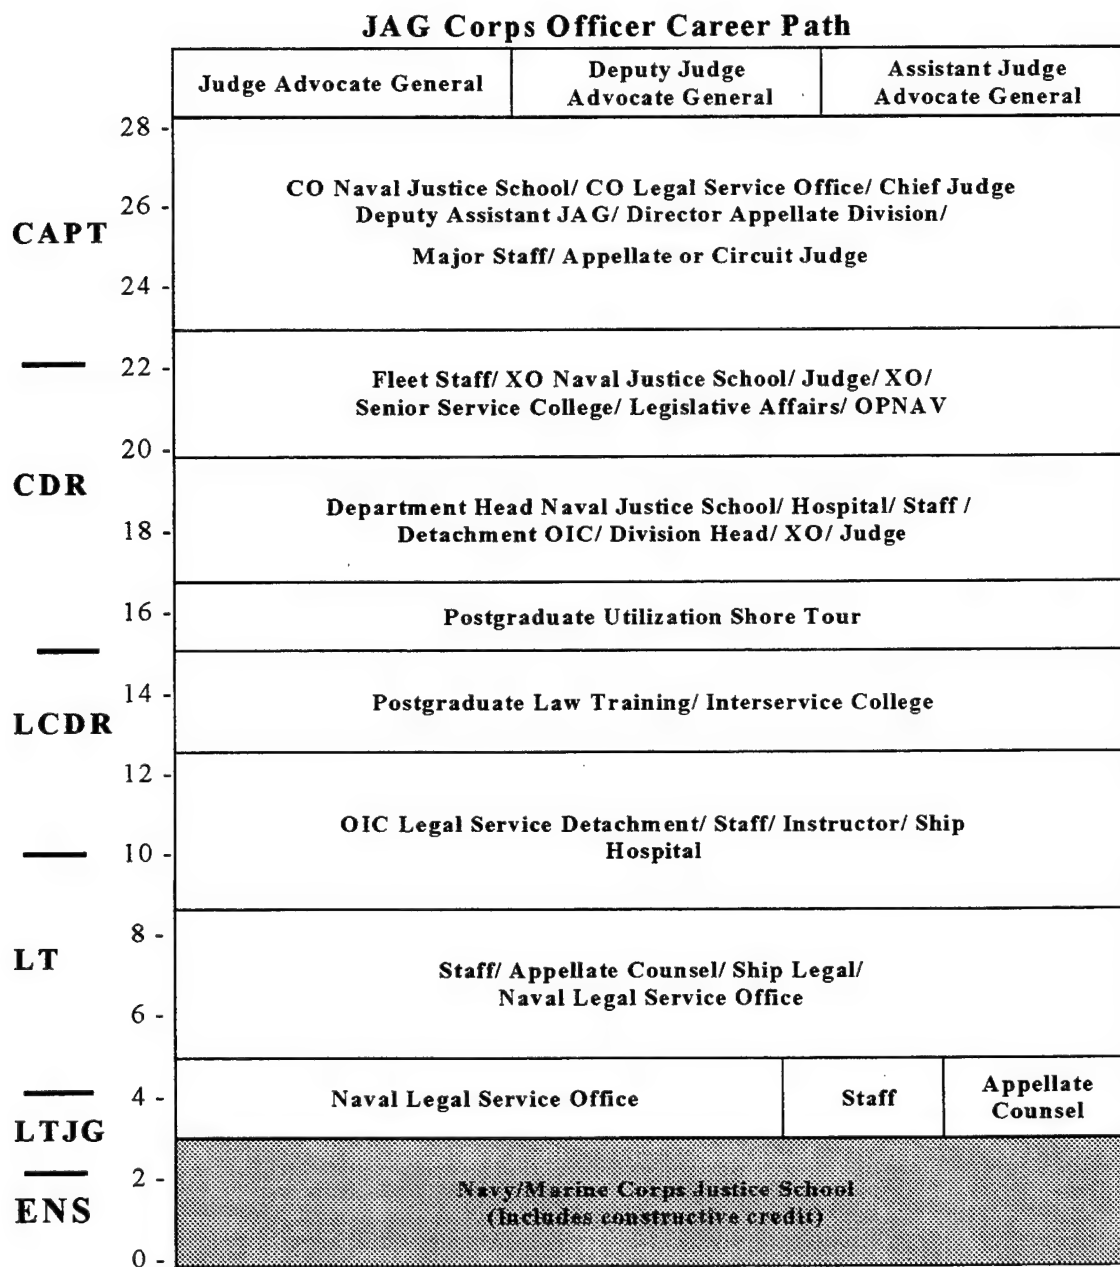 JAG Corps Officer Career Path
Judge Advocate General
Deputy Judge
Advocate General
Assistant Judge
Advocate General
28 -
CO Naval Justice School/ CO Legal Service Office/ Chief Judge
26 -
Deputy Assistant JAG/ Director Appellate Division/
CAPT
Major Staff/ Appellate or Circuit Judge
24 -
22 -
Fleet Staff/ XO Naval Justice School/ Judge/ XO/
Senior Service College/ Legislative Affairs/ OPNAV
20 -
CDR
Department Head Naval Justice School/ Hospital/ Staff /
18 -
Detachment OIC/ Division Head/ XO/ Judge
16 -
Postgraduate Utilization Shore Tour
14 -
Postgraduate Law Training/ Interservice College
LCDR
12 -
OIC Legal Service Detachment/ Staff/ Instructor/ Ship
Hospital
10 -
8 -
LT
Staff/ Appellate Counsel/ Ship Legal/
Naval Legal Service Office
6 -
4 -
Naval Legal Service Office
Staff
Appellate
Counsel
LTJG
2 -
Navy/Marine Corps Justice School
(Includes constructive credit)
ENS
0 -